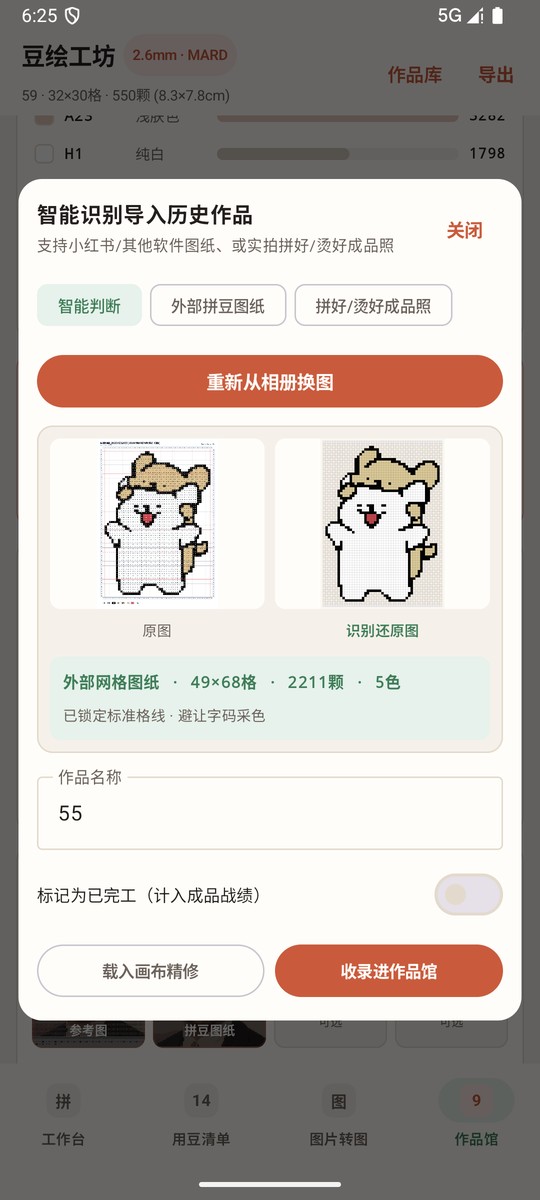 6:25
5G
豆绘工坊
2.6mm · MARD
作品库
导出
59 · 32×30格 · 550颗 (8.3×7.8cm)
A23 浅肤色 3282
H1 纯白 1798
智能识别导入历史作品
支持小红书/其他软件图纸、或实拍拼好/烫好成品照
关闭
智能判断
外部拼豆图纸
拼好/烫好成品照
重新从相册换图
原图
识别还原图
外部网格图纸 · 49×68格 · 2211颗 · 5色
已锁定标准格线 · 避让字码采色
作品名称
55
标记为已完工（计入成品战绩）
载入画布精修
收录进作品馆
参考图
拼豆图纸
可选
可选
拼
14
图
9
工作台
用豆清单
图片转图
作品馆